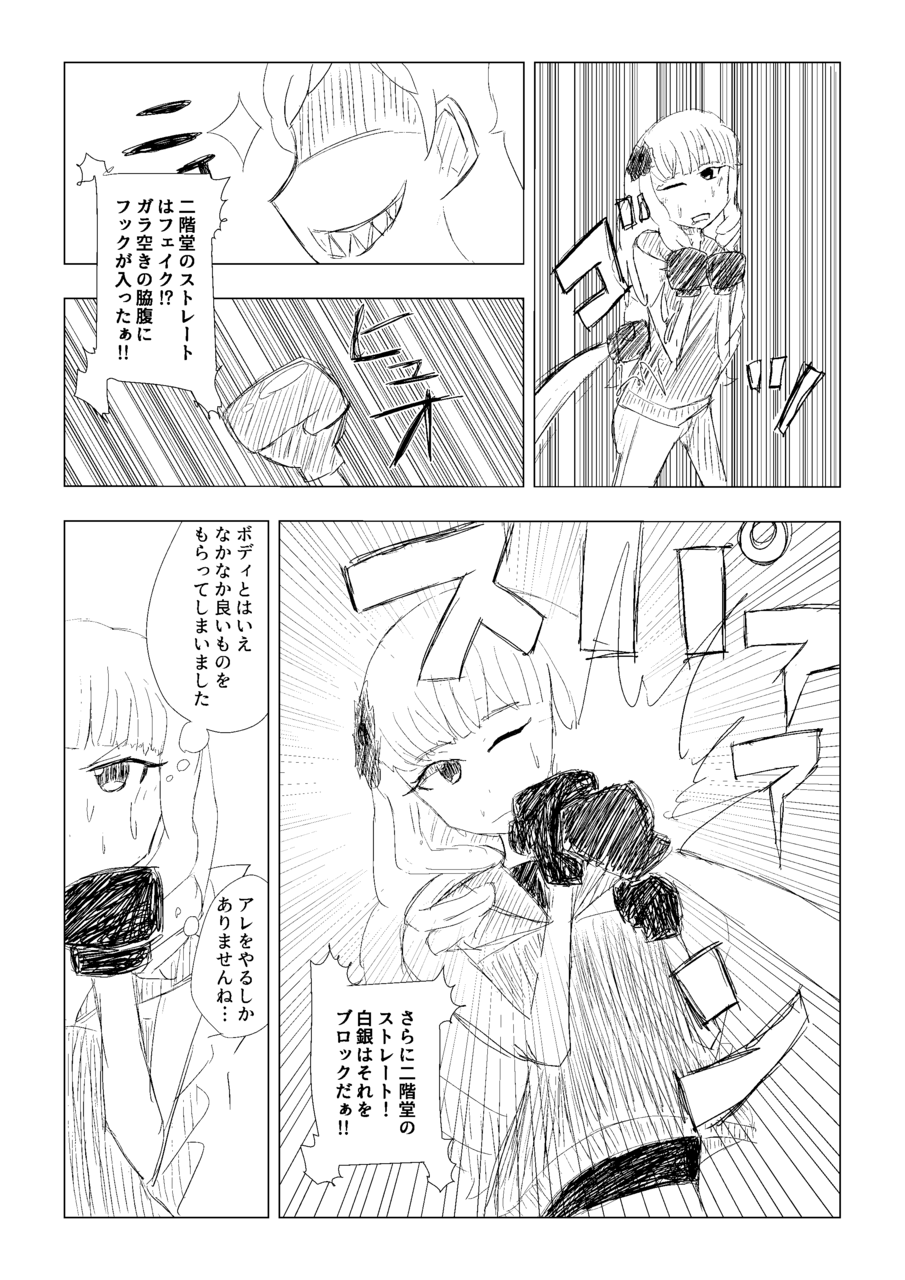 ゴッ
二階堂のストレート
はフェイク!?
ガラ空きの脇腹に
フックが入ったぁ!!
ヒュオ
スパァァン
さらに二階堂の
ストレート!
白銀はそれを
ブロックだぁ!!
ボディとはいえ
なかなか良いものを
もらってしまいました
アレをやるしか
ありませんね…